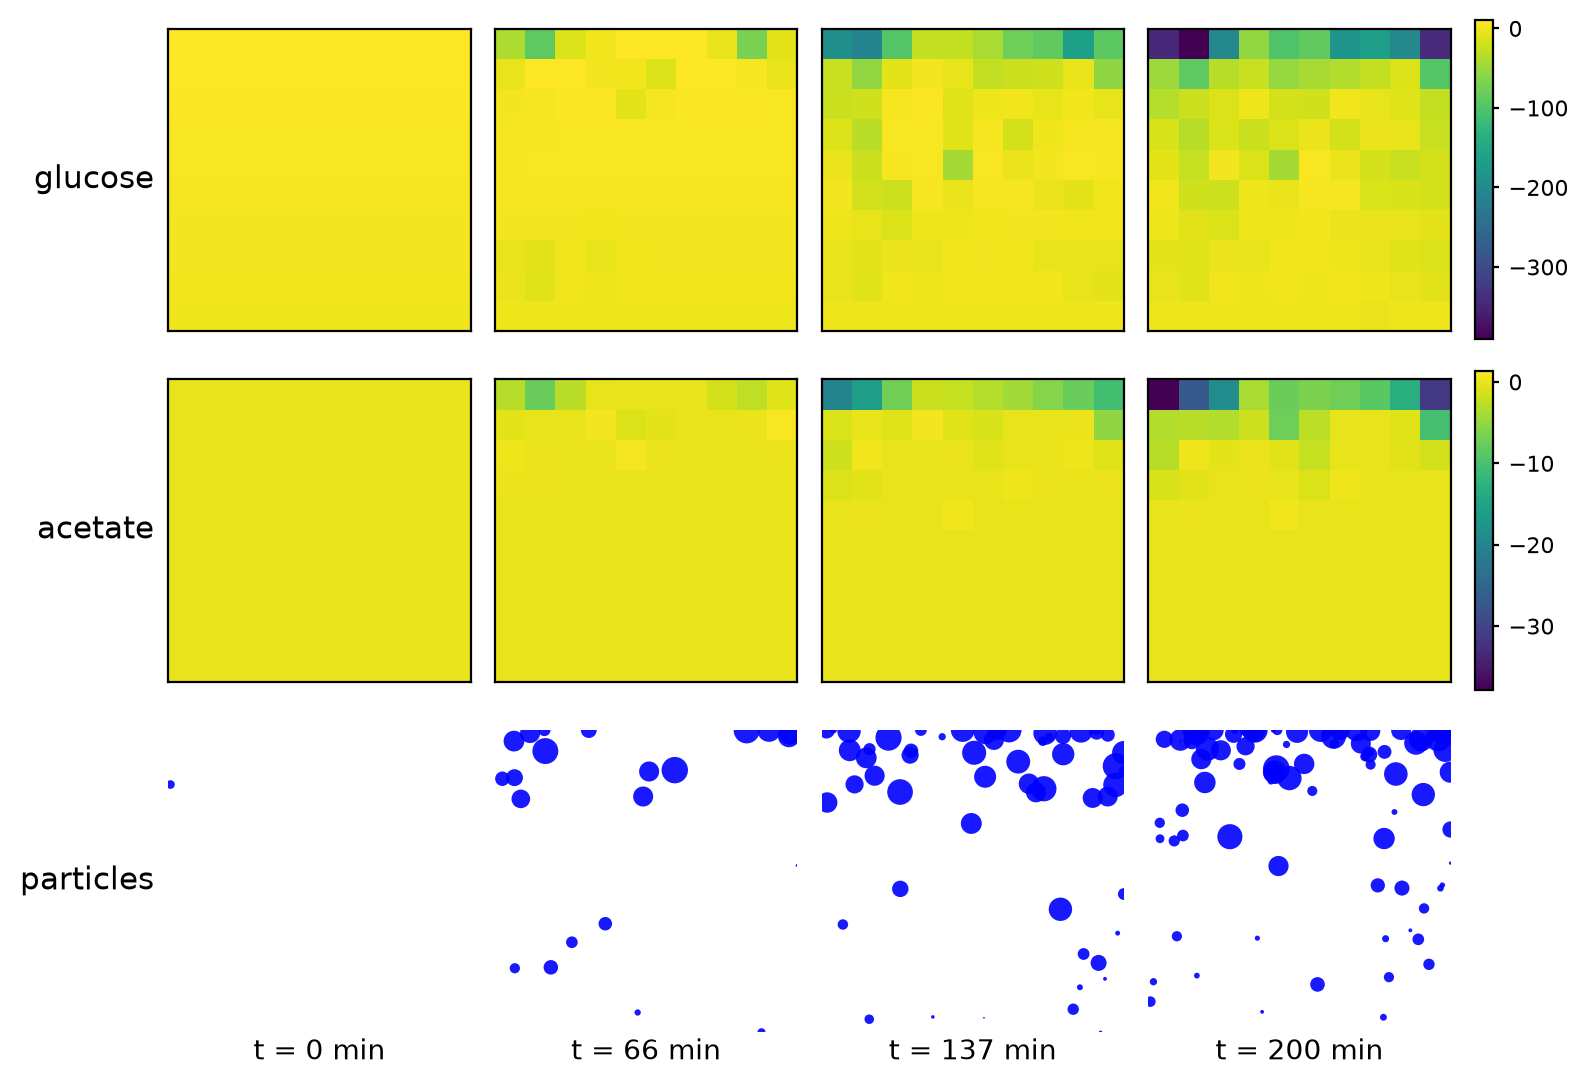 glucose
0
−100
−200
−300
acetate
0
−10
−20
−30
particles
t = 0 min
t = 66 min
t = 137 min
t = 200 min